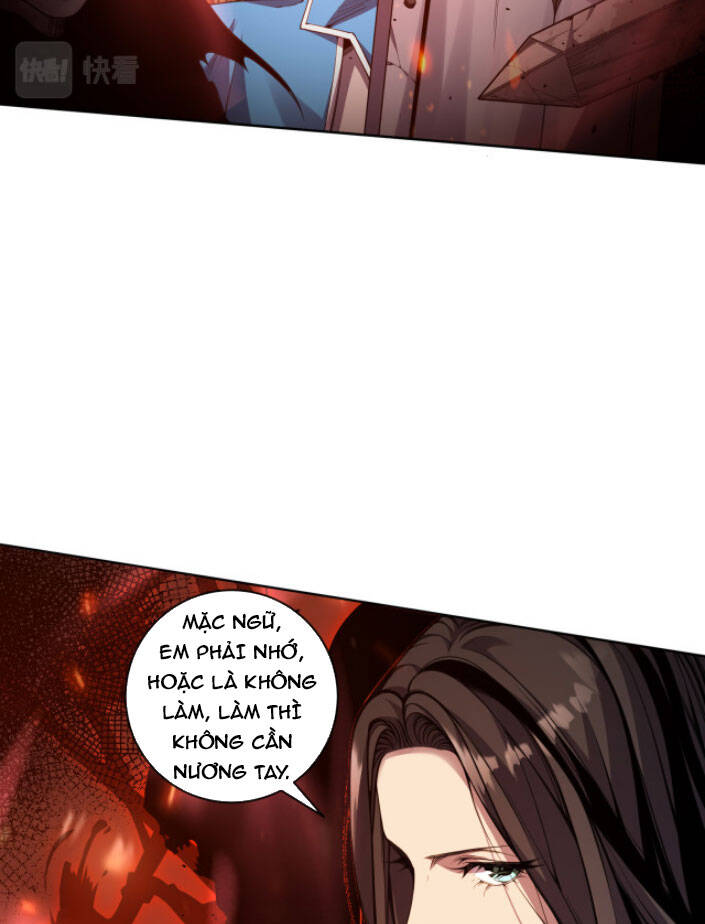 快看! 快看
MẶC NGỮ,
EM PHẢI NHỚ,
HOẶC LÀ KHÔNG
LÀM, LÀM THÌ
KHÔNG CẦN
NƯƠNG TAY.